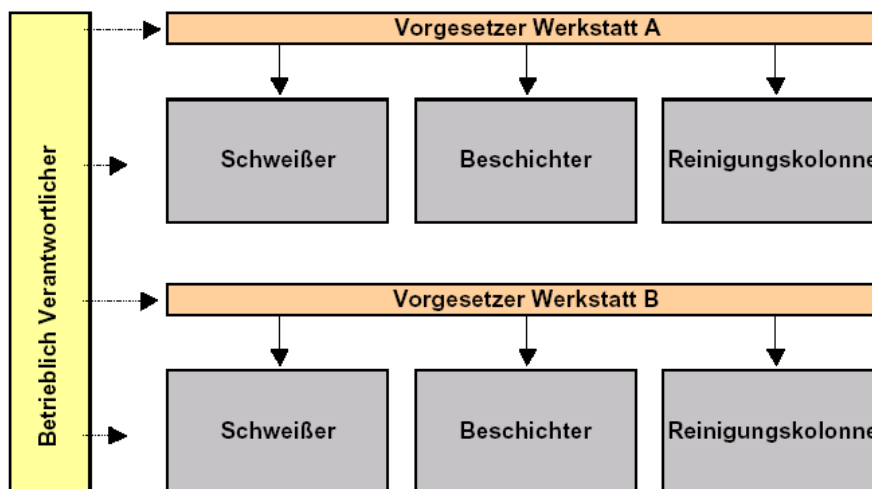 Betrieblich Verantwortlicher
Vorgesetzer Werkstatt A
Schweißer
Beschichter
Reinigungskolonne
Vorgesetzer Werkstatt B
Schweißer
Beschichter
Reinigungskolonne